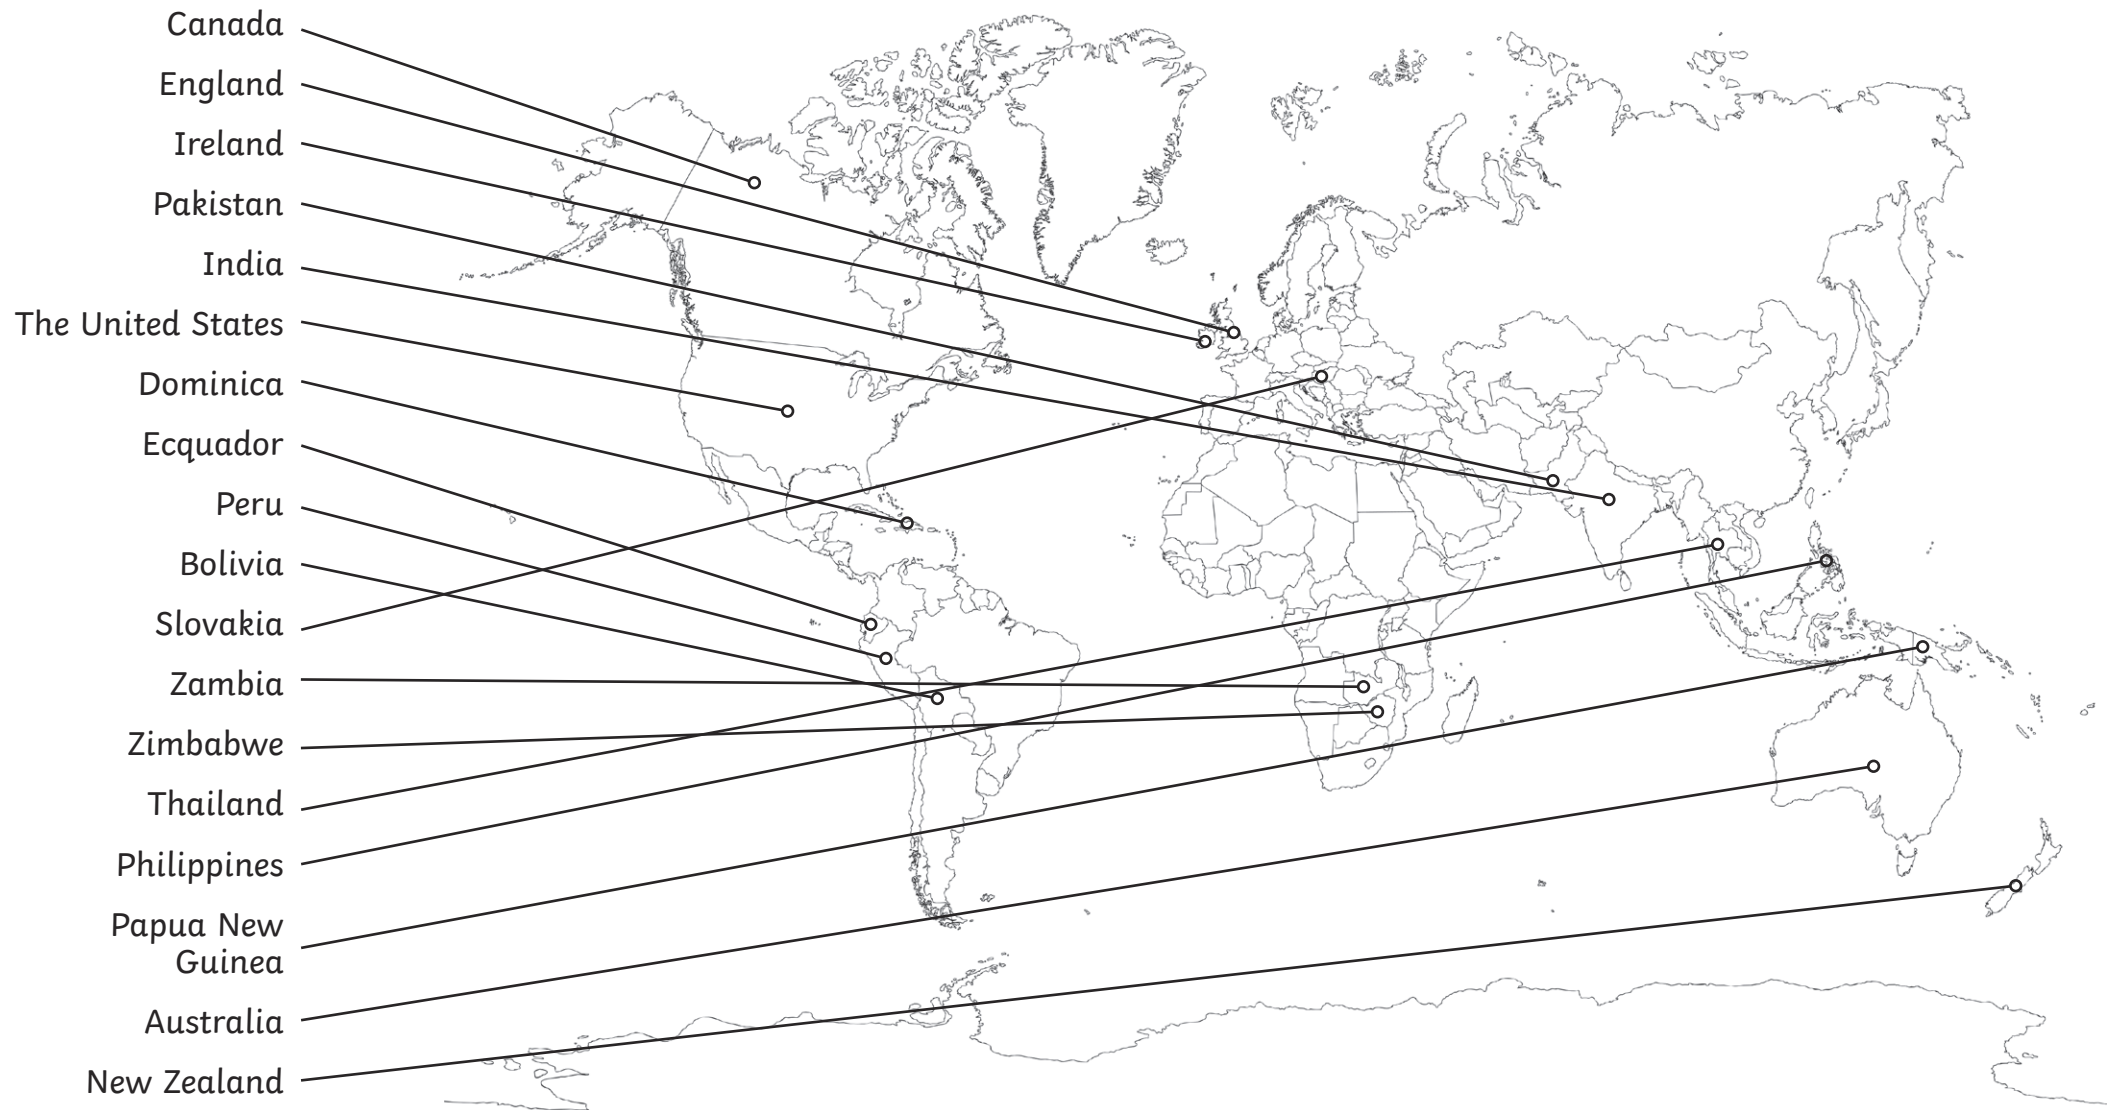 Canada
England
Ireland
Pakistan
India
The United States
Dominica
Ecquador
Peru
Bolivia
Slovakia
Zambia
Zimbabwe
Thailand
Philippines
Papua New
Guinea
Australia
New Zealand